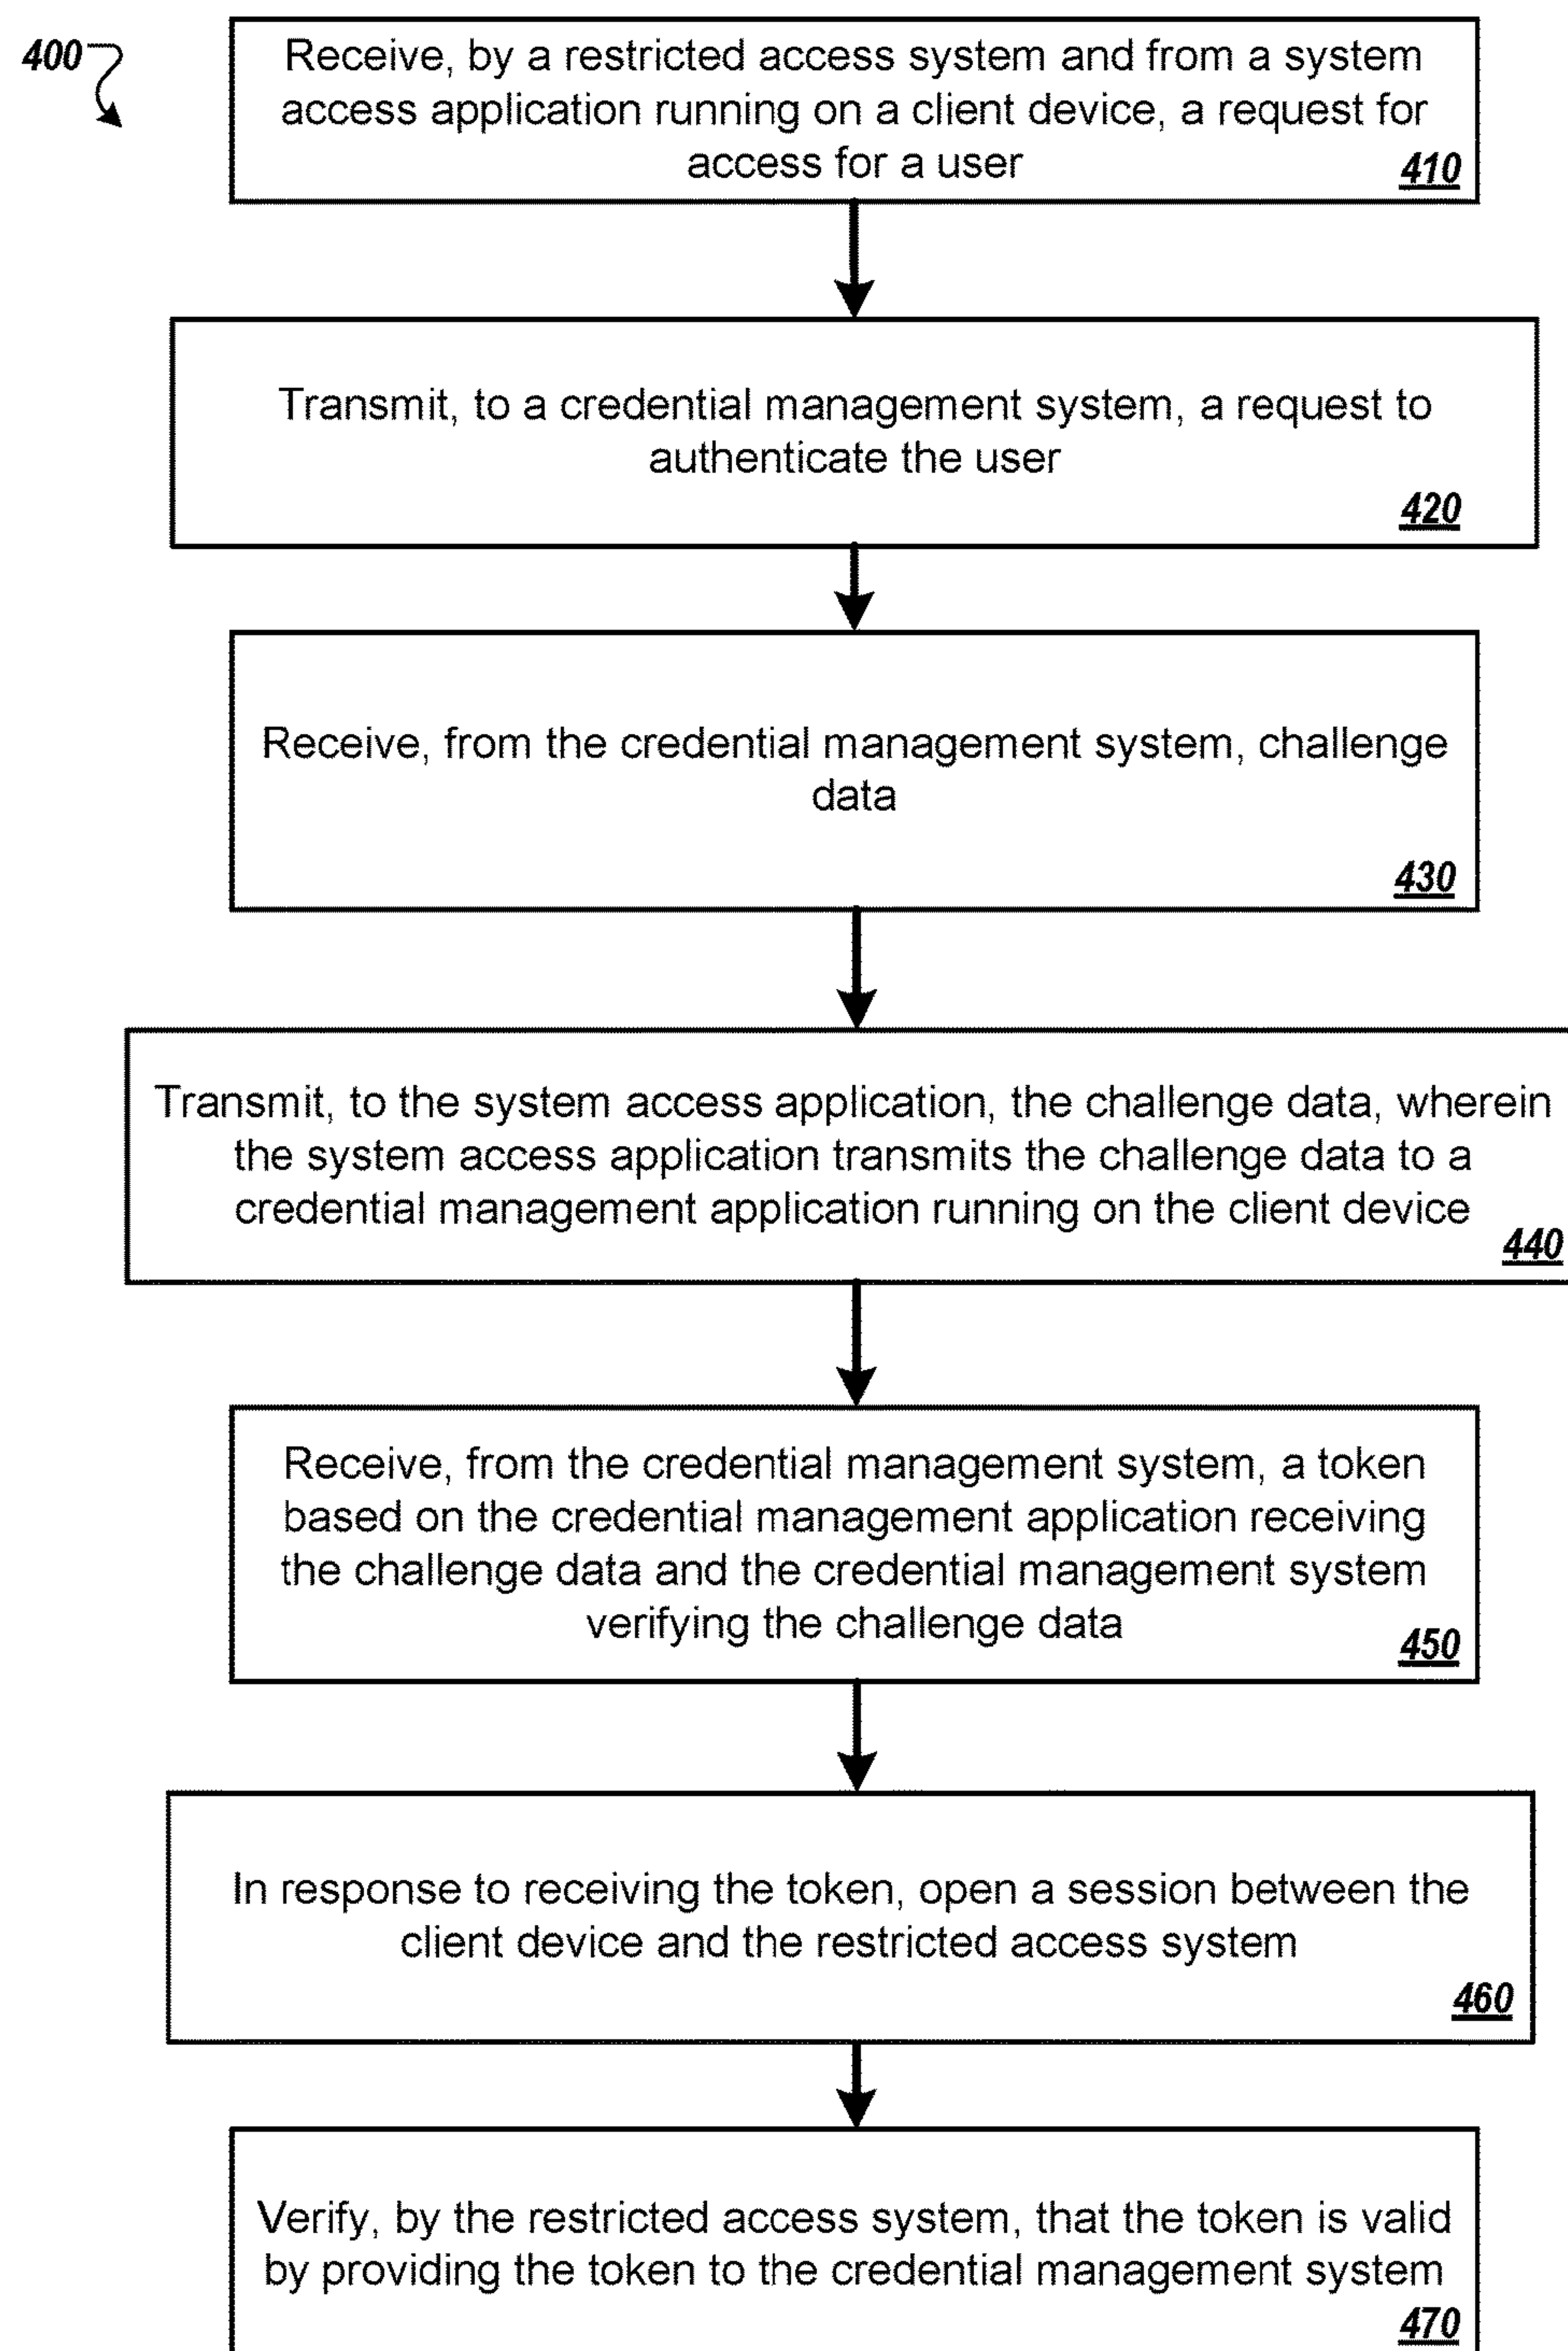 400
Receive, by a restricted access system and from a system
access application running on a client device, a request for
access for a user
410
Transmit, to a credential management system, a request to
authenticate the user
420
Receive, from the credential management system, challenge
data
430
Transmit, to the system access application, the challenge data, wherein
the system access application transmits the challenge data to a
credential management application running on the client device
440
Receive, from the credential management system, a token
based on the credential management application receiving
the challenge data and the credential management system
verifying the challenge data
450
In response to receiving the token, open a session between the
client device and the restricted access system
460
Verify, by the restricted access system, that the token is valid
by providing the token to the credential management system
470